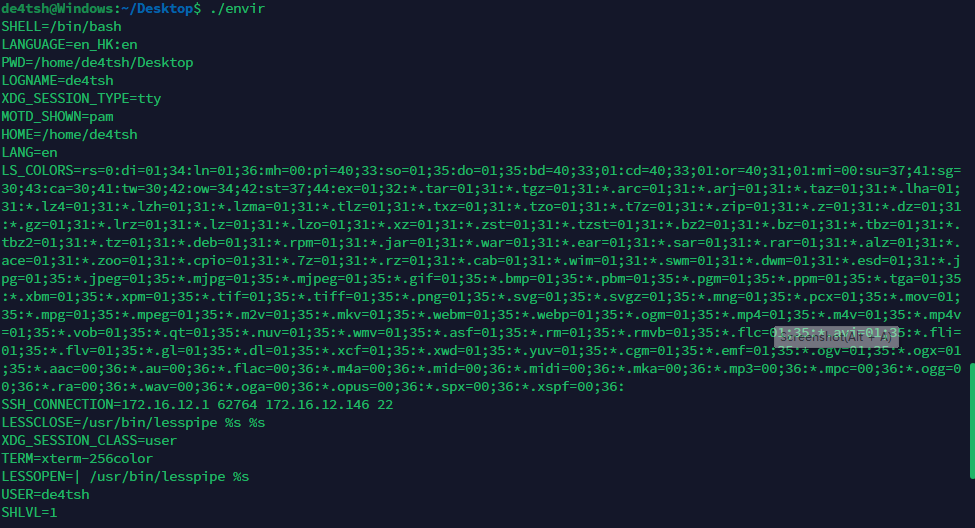 de4tsh@Windows:~/Desktop$ ./envir
SHELL=/bin/bash
LANGUAGE=en_HK:en
PWD=/home/de4tsh/Desktop
LOGNAME=de4tsh
XDG_SESSION_TYPE=tty
MOTD_SHOWN=pam
HOME=/home/de4tsh
LANG=en
LS_COLORS=rs=0:di=01;34:ln=01;36:mh=00:pi=40;33:so=01;35:do=01;35:bd=40;33;01:cd=40;33;01:or=40;31;01:mi=00:su=37;41:sg=
30;43:ca=30;41:tw=30;42:ow=34;42:st=37;44:ex=01;32:*.tar=01;31:*.tgz=01;31:*.arc=01;31:*.arj=01;31:*.taz=01;31:*.lha=01;
31:*.lz4=01;31:*.lzh=01;31:*.lzma=01;31:*.tlz=01;31:*.txz=01;31:*.tzo=01;31:*.t7z=01;31:*.zip=01;31:*.z=01;31:*.dz=01;31
:*.gz=01;31:*.lrz=01;31:*.lz=01;31:*.lzo=01;31:*.xz=01;31:*.zst=01;31:*.tzst=01;31:*.bz2=01;31:*.bz=01;31:*.tbz=01;31:*.
tbz2=01;31:*.tz=01;31:*.deb=01;31:*.rpm=01;31:*.jar=01;31:*.war=01;31:*.ear=01;31:*.sar=01;31:*.rar=01;31:*.alz=01;31:*.
ace=01;31:*.zoo=01;31:*.cpio=01;31:*.7z=01;31:*.rz=01;31:*.cab=01;31:*.wim=01;31:*.swm=01;31:*.dwm=01;31:*.esd=01;31:*.j
pg=01;35:*.jpeg=01;35:*.mjpg=01;35:*.mjpeg=01;35:*.gif=01;35:*.bmp=01;35:*.pbm=01;35:*.pgm=01;35:*.ppm=01;35:*.tga=01;35
:*.xbm=01;35:*.xpm=01;35:*.tif=01;35:*.tiff=01;35:*.png=01;35:*.svg=01;35:*.svgz=01;35:*.mng=01;35:*.pcx=01;35:*.mov=01;
35:*.mpg=01;35:*.mpeg=01;35:*.m2v=01;35:*.mkv=01;35:*.webm=01;35:*.webp=01;35:*.ogm=01;35:*.mp4=01;35:*.m4v=01;35:*.mp4v
=01;35:*.vob=01;35:*.qt=01;35:*.nuv=01;35:*.wmv=01;35:*.asf=01;35:*.rm=01;35:*.rmvb=01;35:*.flc=01;35:*.avi=01;35:*.fli=
01;35:*.flv=01;35:*.gl=01;35:*.dl=01;35:*.xcf=01;35:*.xwd=01;35:*.yuv=01;35:*.cgm=01;35:*.emf=01;35:*.ogv=01;35:*.ogx=01
;35:*.aac=00;36:*.au=00;36:*.flac=00;36:*.m4a=00;36:*.mid=00;36:*.midi=00;36:*.mka=00;36:*.mp3=00;36:*.mpc=00;36:*.ogg=0
0;36:*.ra=00;36:*.wav=00;36:*.oga=00;36:*.opus=00;36:*.spx=00;36:*.xspf=00;36:
Screenshot(Alt + A)
SSH_CONNECTION=172.16.12.1 62764 172.16.12.146 22
LESSCLOSE=/usr/bin/lesspipe %s %s
XDG_SESSION_CLASS=user
TERM=xterm-256color
LESSOPEN=| /usr/bin/lesspipe %s
USER=de4tsh
SHLVL=1